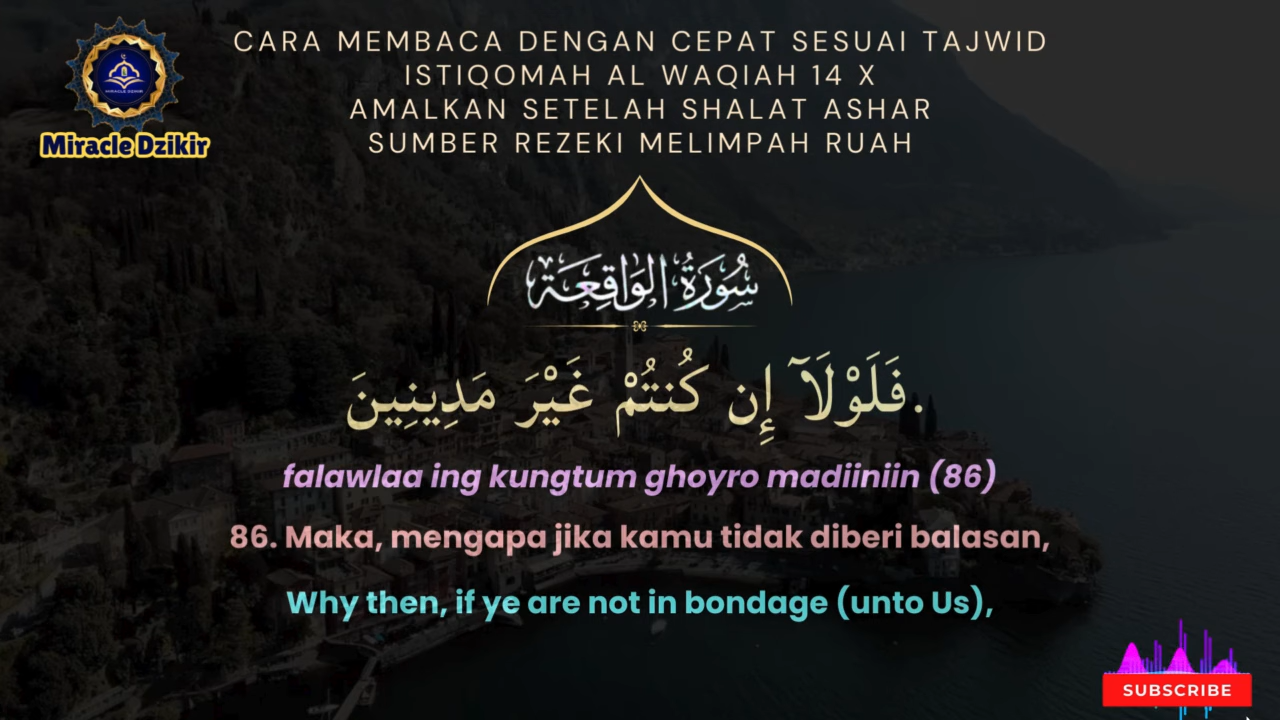 CARA MEMBACA DENGAN CEPAT SESUAI TAJWID
ISTIQOMAH AL WAQIAH 14 X
AMALKAN SETELAH SHALAT ASHAR
SUMBER REZEKI MELIMPAH RUAH
MIRACLE DZIKIR
Miracle Dzikir
سُورَةُ الوَاقِعَة
فَلَوْلَآ إِن كُنتُمْ غَيْرَ مَدِينِينَ.
falawlaa ing kungtum ghoyro madiiniin (86)
86. Maka, mengapa jika kamu tidak diberi balasan,
Why then, if ye are not in bondage (unto Us),
SUBSCRIBE